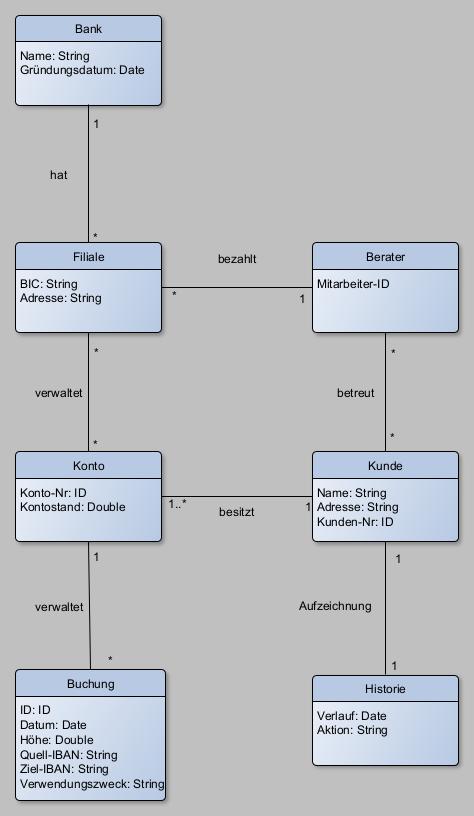 Bank
Name: String
Gründungsdatum: Date
1
hat
*
Filiale
BIC: String
Adresse: String
bezahlt
*
1
Berater
Mitarbeiter-ID
*
verwaltet
*
*
betreut
*
Konto
Konto-Nr: ID
Kontostand: Double
1..*
besitzt
1
Kunde
Name: String
Adresse: String
Kunden-Nr: ID
1
verwaltet
*
1
Aufzeichnung
1
Buchung
ID: ID
Datum: Date
Höhe: Double
Quell-IBAN: String
Ziel-IBAN: String
Verwendungszweck: String
Historie
Verlauf: Date
Aktion: String